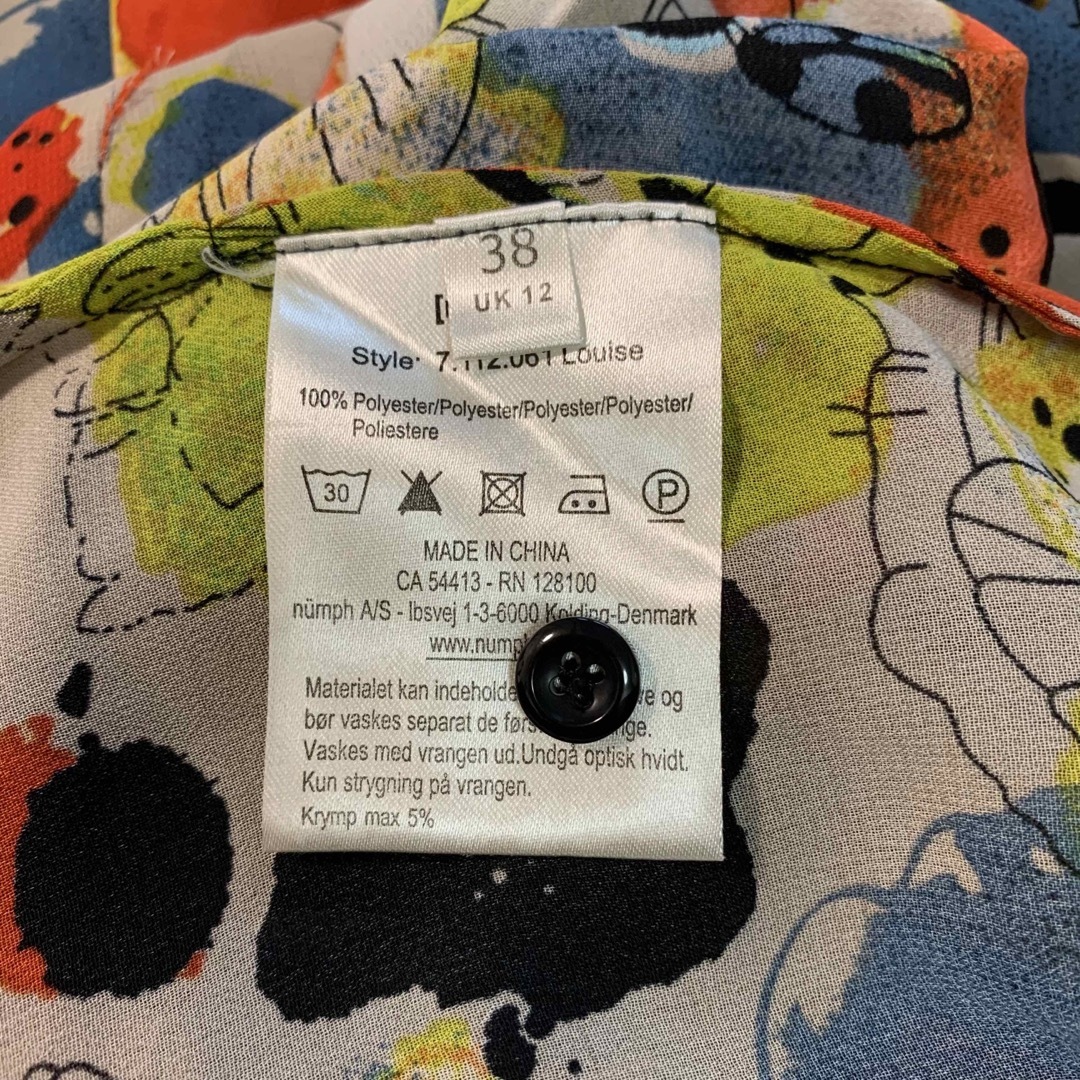 38
UK 12
Style: 7.112.061 Louise
100% Polyester/Polyester/Polyester/Polyester/
Poliestere
30
P
MADE IN CHINA
CA 54413 - RN 128100
nümph A/S - Ibsvej 1-3-6000 Kolding-Denmark
Materialet kan og
bør vaskes separat de
Vaskes med vrangen ud.Undgå optisk hvidt.
Kun strygning på vrangen.
Krymp max 5%